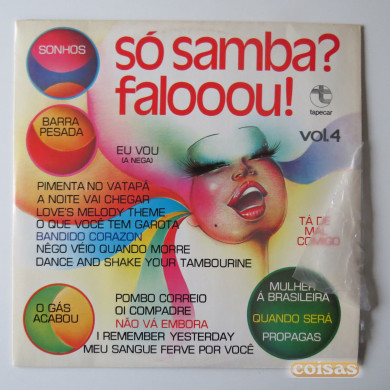 SONHOS
só samba?
falooou!
tapecar
vol.4
BARRA
PESADA
EU VOU
(A NEGA)
PIMENTA NO VATAPÁ
A NOITE VAI CHEGAR
LOVE'S MELODY THEME
O QUE VOCÊ TEM GAROTA
BANDIDO CORAZON
NÊGO VÉIO QUANDO MORRE
DANCE AND SHAKE YOUR TAMBOURINE
TÁ DE
MAL
COMIGO
O GÁS
ACABOU
POMBO CORREIO
OI COMPADRE
NÃO VÁ EMBORA
I REMEMBER YESTERDAY
MEU SANGUE FERVE POR VOCÊ
MULHER
Á BRASILEIRA
QUANDO SERÁ
PROPAGAS
coisas